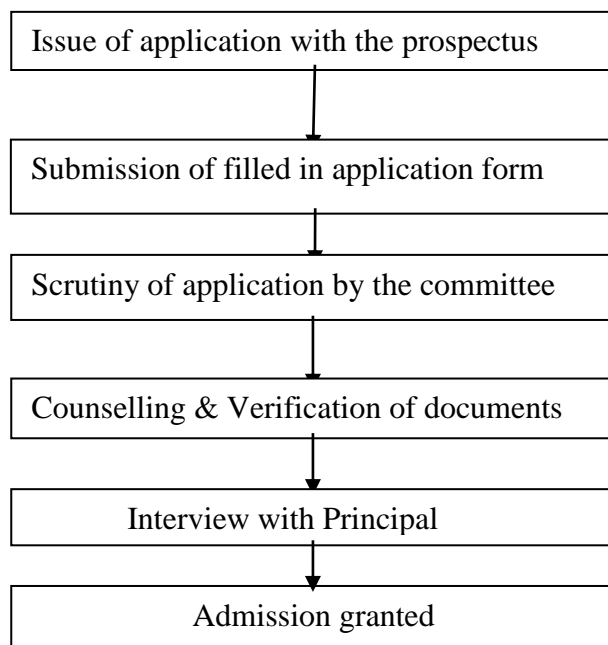 Issue of application with the prospectus
Submission of filled in application form
Scrutiny of application by the committee
Counselling & Verification of documents
Interview with Principal
Admission granted